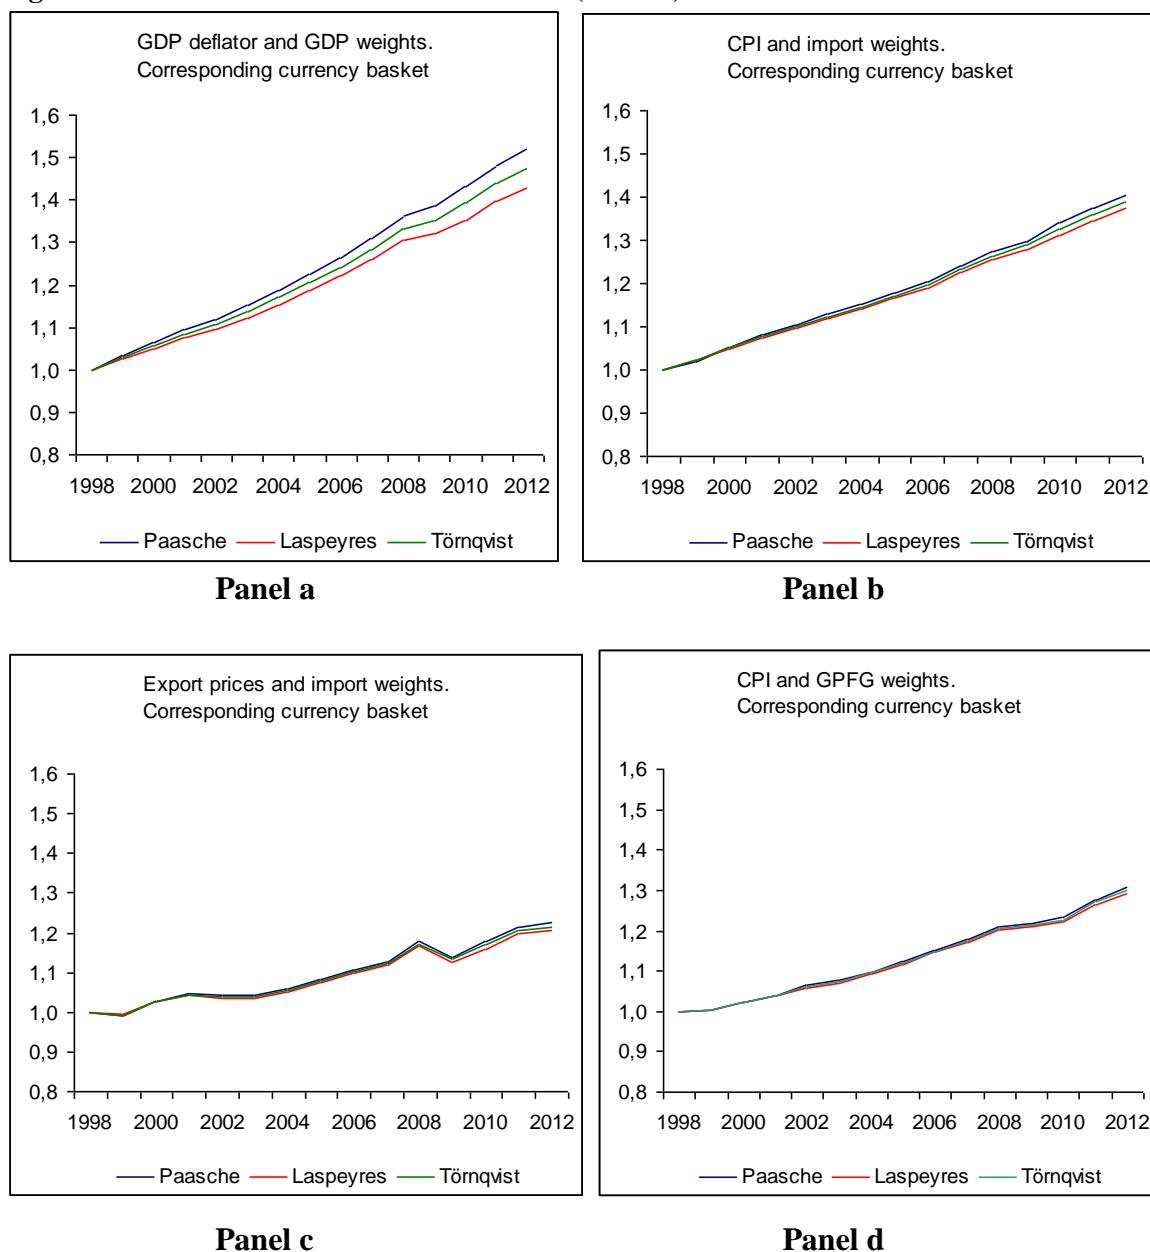 GDP deflator and GDP weights.
Corresponding currency basket
1,6
1,5
1,4
1,3
1,2
1,1
1,0
0,9
0,8
1998 2000 2002 2004 2006 2008 2010 2012
Paasche Laspeyres Törnqvist
Panel a
CPI and import weights.
Corresponding currency basket
1,6
1,5
1,4
1,3
1,2
1,1
1,0
0,9
0,8
1998 2000 2002 2004 2006 2008 2010 2012
Paasche Laspeyres Törnqvist
Panel b
Export prices and import weights.
Corresponding currency basket
1,6
1,5
1,4
1,3
1,2
1,1
1,0
0,9
0,8
1998 2000 2002 2004 2006 2008 2010 2012
Paasche Laspeyres Törnqvist
Panel c
CPI and GPFG weights.
Corresponding currency basket
1,6
1,5
1,4
1,3
1,2
1,1
1,0
0,9
0,8
1998 2000 2002 2004 2006 2008 2010 2012
Paasche Laspeyres Törnqvist
Panel d